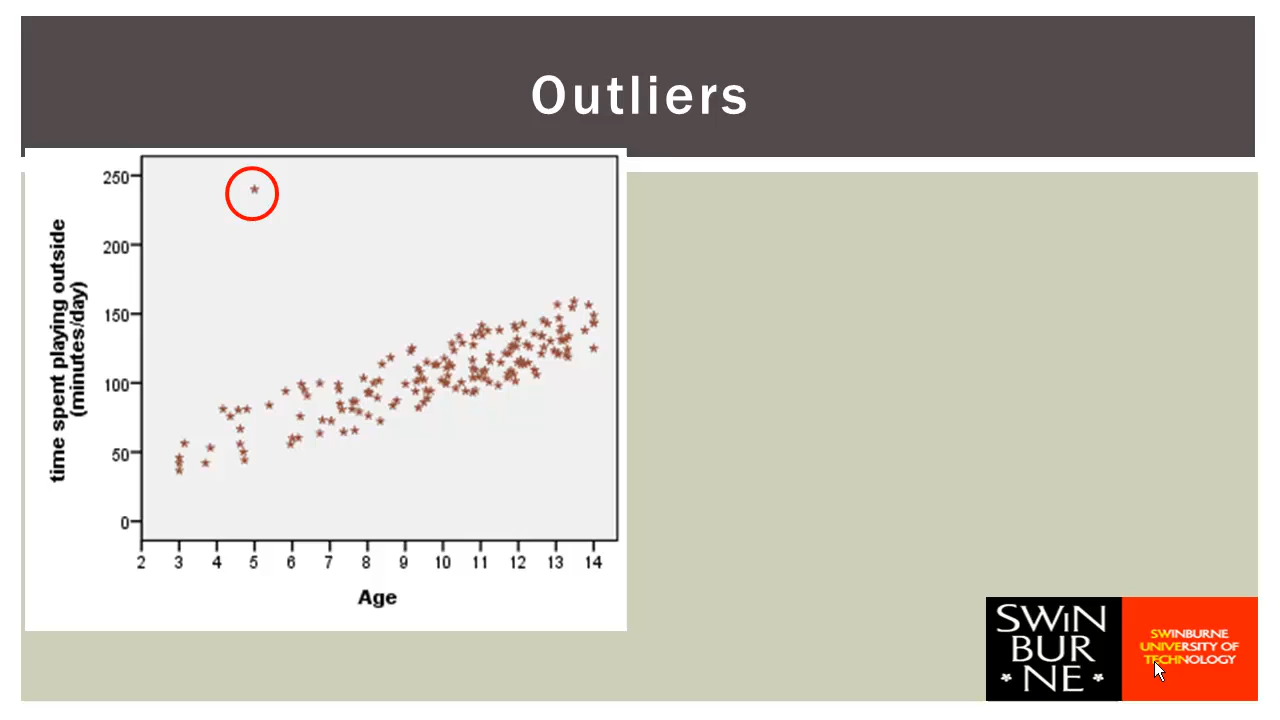 Outliers
250
200
150
100
50
0
time spent playing outside
(minutes/day)
2 3 4 5 6 7 8 9 10 11 12 13 14
Age
SWIN
BUR
NE
SWINBURNE
UNIVERSITY OF
TECHNOLOGY